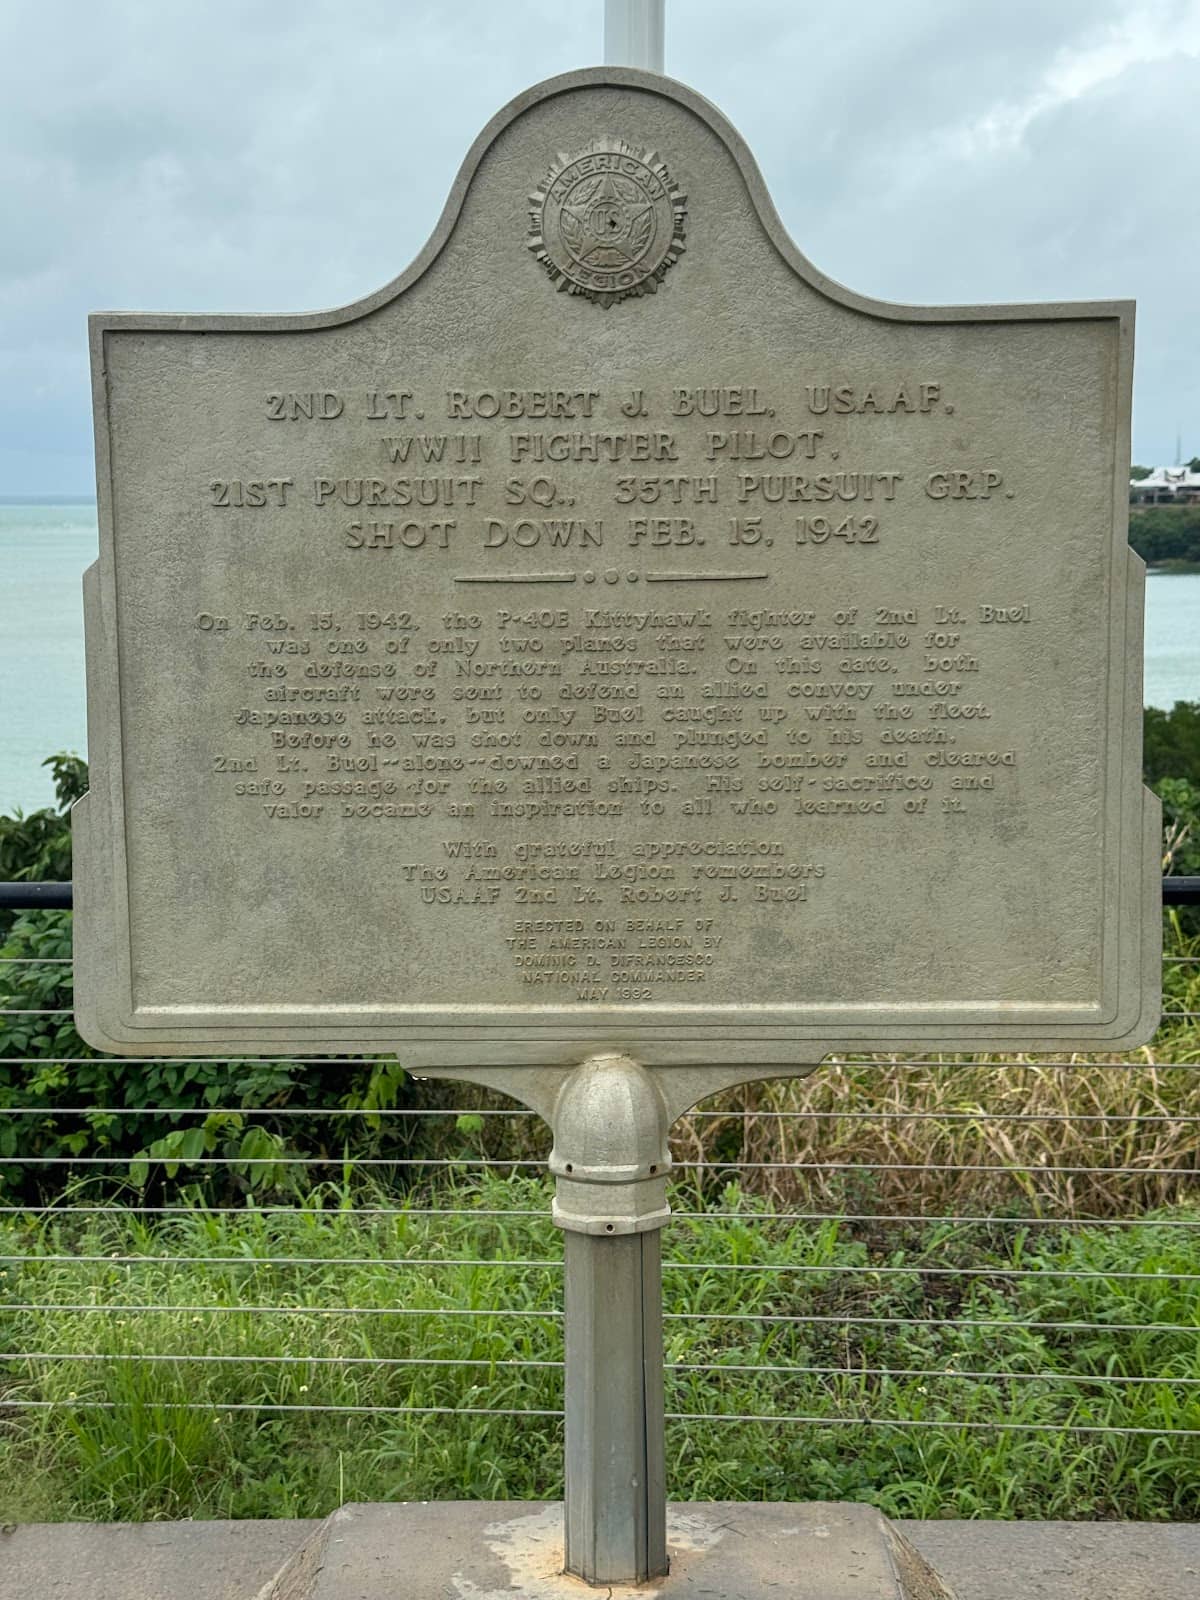 AMERICAN
US
LEGION
2ND LT. ROBERT J. BUEL, USAAF,
WWII FIGHTER PILOT,
21ST PURSUIT SQ., 35TH PURSUIT GRP.
SHOT DOWN FEB. 15, 1942
On Feb. 15, 1942, the P-40E Kittyhawk fighter of 2nd Lt. Buel
was one of only two planes that were available for
the defense of Northern Australia. On this date, both
aircraft were sent to defend an allied convoy under
Japanese attack, but only Buel caught up with the fleet.
Before he was shot down and plunged to his death,
2nd Lt. Buel--alone--downed a Japanese bomber and cleared
safe passage for the allied ships. His self-sacrifice and
valor became an inspiration to all who learned of it.
With grateful appreciation
The American Legion remembers
USAAF 2nd Lt. Robert J. Buel
ERECTED ON BEHALF OF
THE AMERICAN LEGION BY
DOMINIC D. DIFRANCESCO
NATIONAL COMMANDER
MAY 1992